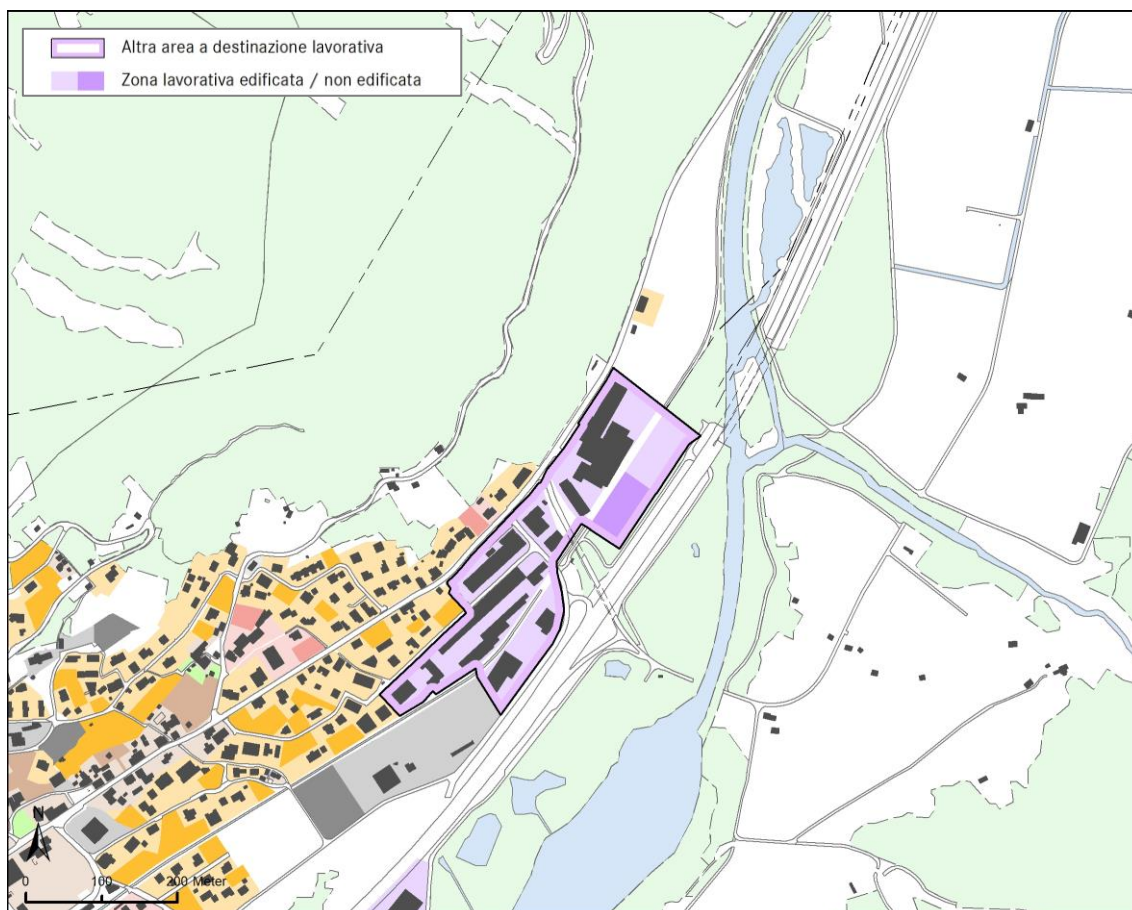 Altra area a destinazione lavorativa
Zona lavorativa edificata / non edificata
N
0 100 200 Meter